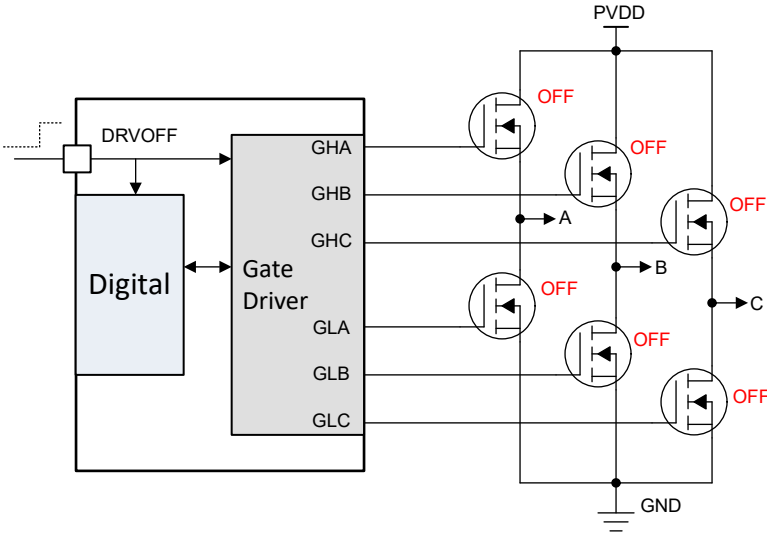 PVDD
OFF
DRVOFF
GHA
OFF
GHB
OFF
A
GHC
Digital
Gate
Driver
B
OFF
C
GLA
OFF
GLB
OFF
GLC
GND